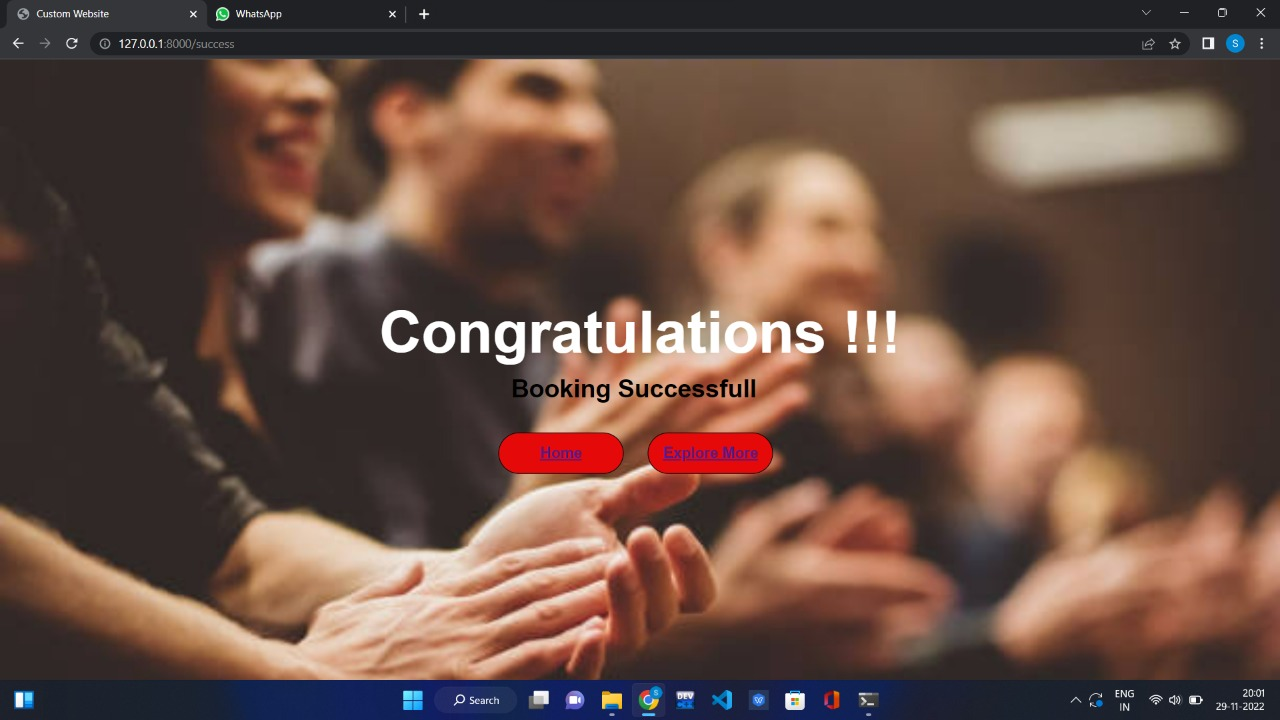 Custom Website
WhatsApp
127.0.0.1:8000/success
S
Congratulations !!!
Booking Successfull
Home
Explore More
Search
DEV
ENG
IN
20:01
29-11-2022